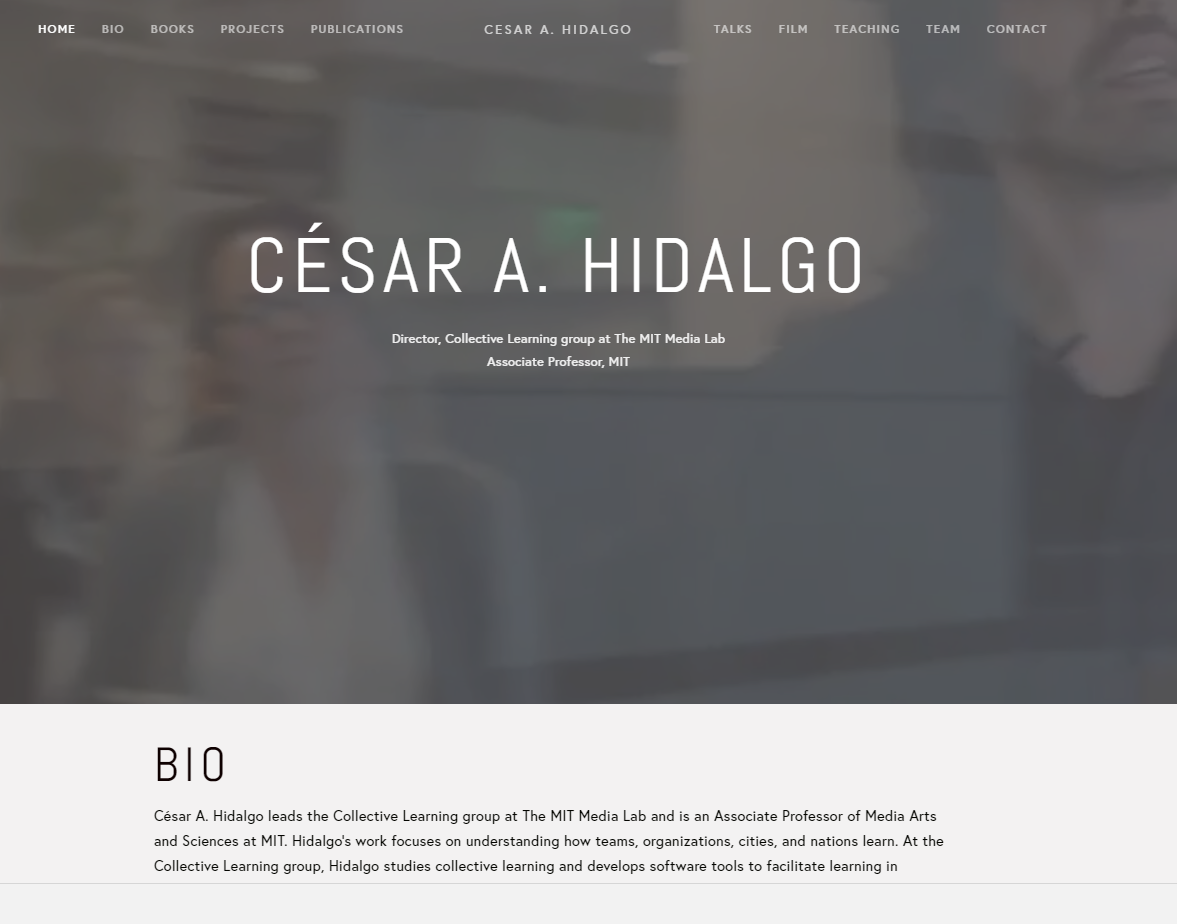 HOME BIO BOOKS PROJECTS PUBLICATIONS CESAR A. HIDALGO TALKS FILM TEACHING TEAM CONTACT
CÉSAR A. HIDALGO
Director, Collective Learning group at The MIT Media Lab
Associate Professor, MIT
BIO
César A. Hidalgo leads the Collective Learning group at The MIT Media Lab and is an Associate Professor of Media Arts
and Sciences at MIT. Hidalgo's work focuses on understanding how teams, organizations, cities, and nations learn. At the
Collective Learning group, Hidalgo studies collective learning and develops software tools to facilitate learning in